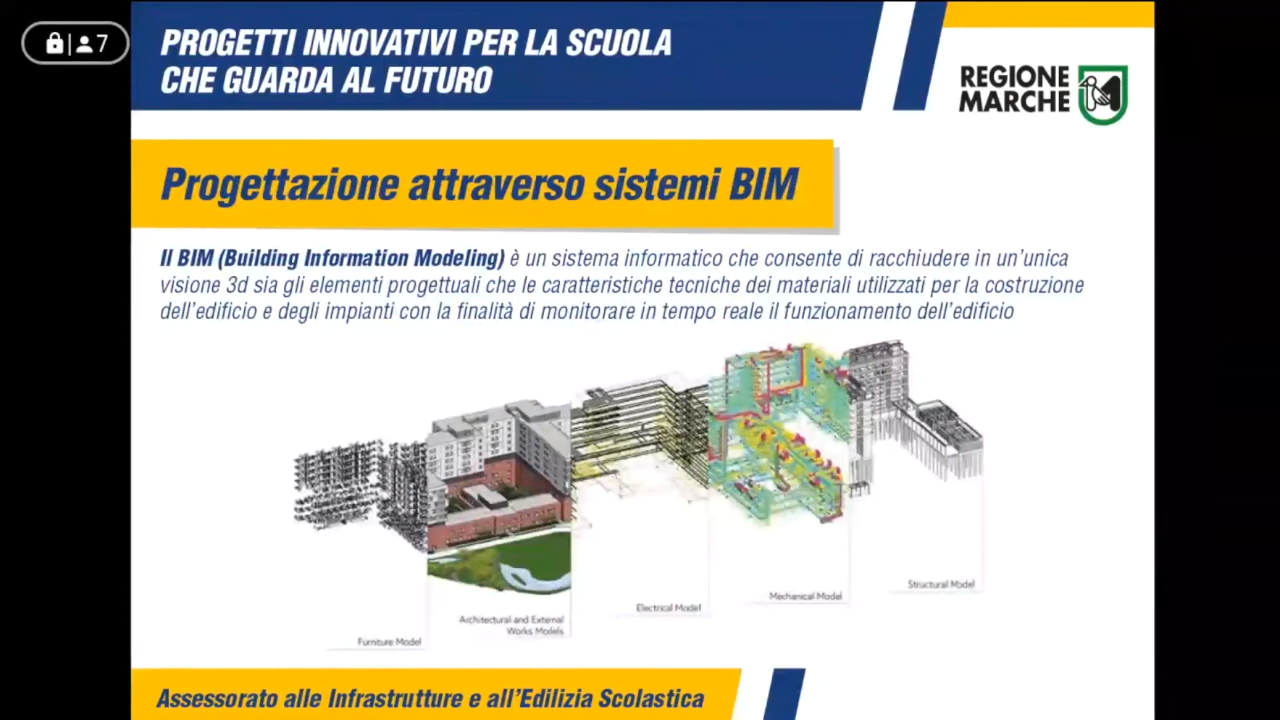 7
PROGETTI INNOVATIVI PER LA SCUOLA
CHE GUARDA AL FUTURO
REGIONE
MARCHE
Progettazione attraverso sistemi BIM
Il BIM (Building Information Modeling) è un sistema informatico che consente di racchiudere in un'unica
visione 3d sia gli elementi progettuali che le caratteristiche tecniche dei materiali utilizzati per la costruzione
dell'edificio e degli impianti con la finalità di monitorare in tempo reale il funzionamento dell'edificio
Structural Model
Mechanical Model
Electrical Model
Architectural and External
Works Models
Furniture Model
Assessorato alle Infrastrutture e all'Edilizia Scolastica